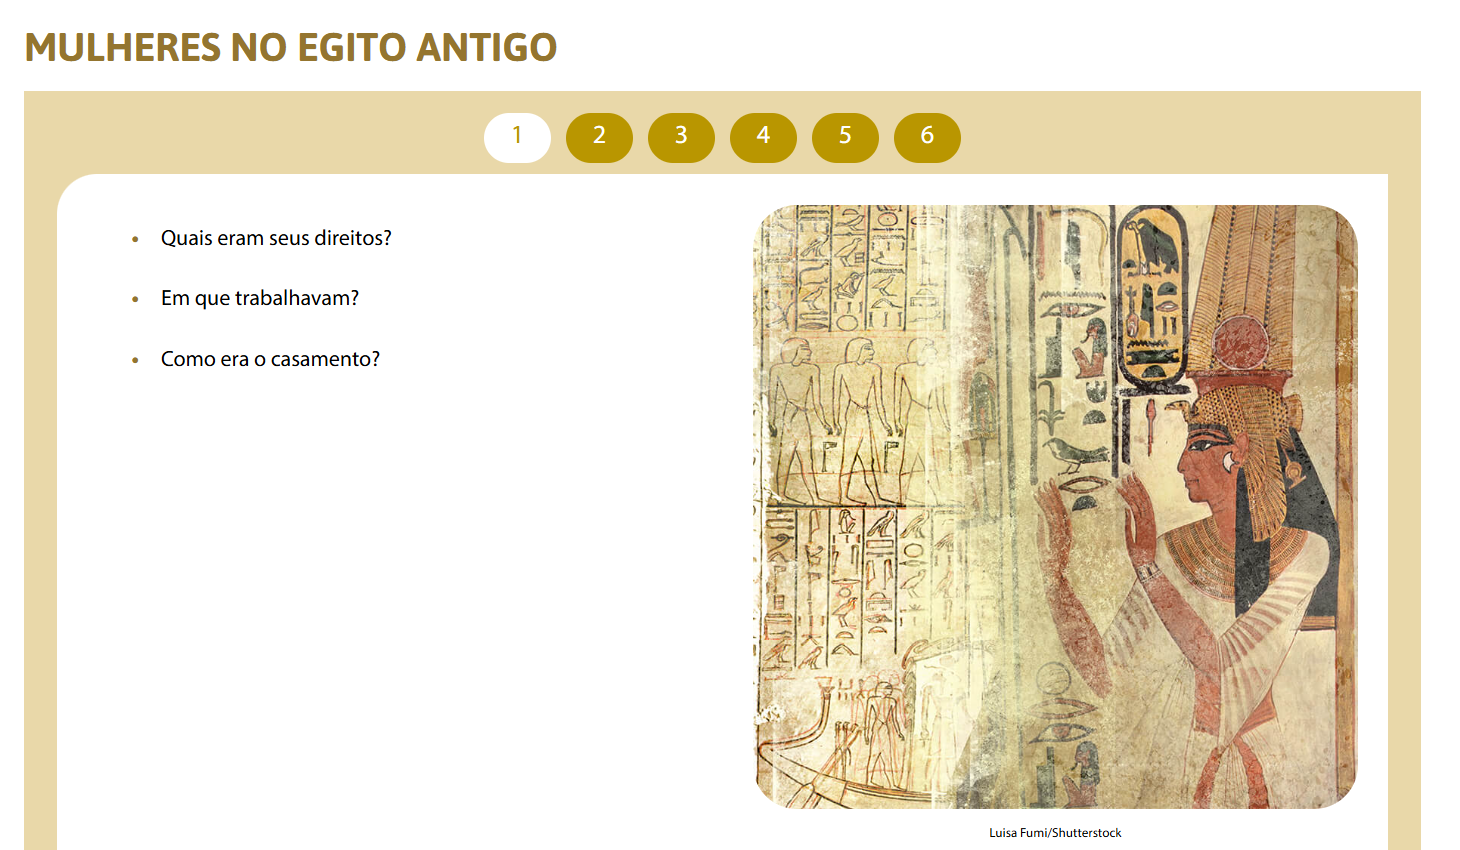 MULHERES NO EGITO ANTIGO
1 2 3 4 5 6
• Quais eram seus direitos?
• Em que trabalhavam?
• Como era o casamento?
Luisa Fumi/Shutterstock